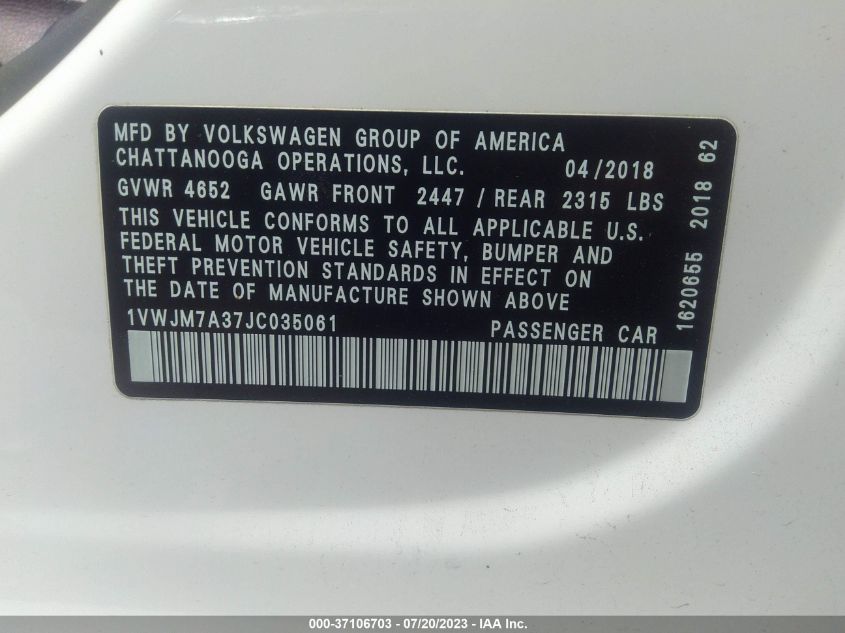 MFD BY VOLKSWAGEN GROUP OF AMERICA
CHATTANOOGA OPERATIONS, LLC. 04/2018
GVWR 4652 GAWR FRONT 2447 / REAR 2315 LBS
THIS VEHICLE CONFORMS TO ALL APPLICABLE U.S.
FEDERAL MOTOR VEHICLE SAFETY, BUMPER AND
THEFT PREVENTION STANDARDS IN EFFECT ON
THE DATE OF MANUFACTURE SHOWN ABOVE
1VWJM7A37JC035061 PASSENGER CAR
1620655 2018 62
000-37106703 - 07/20/2023 - IAA Inc.